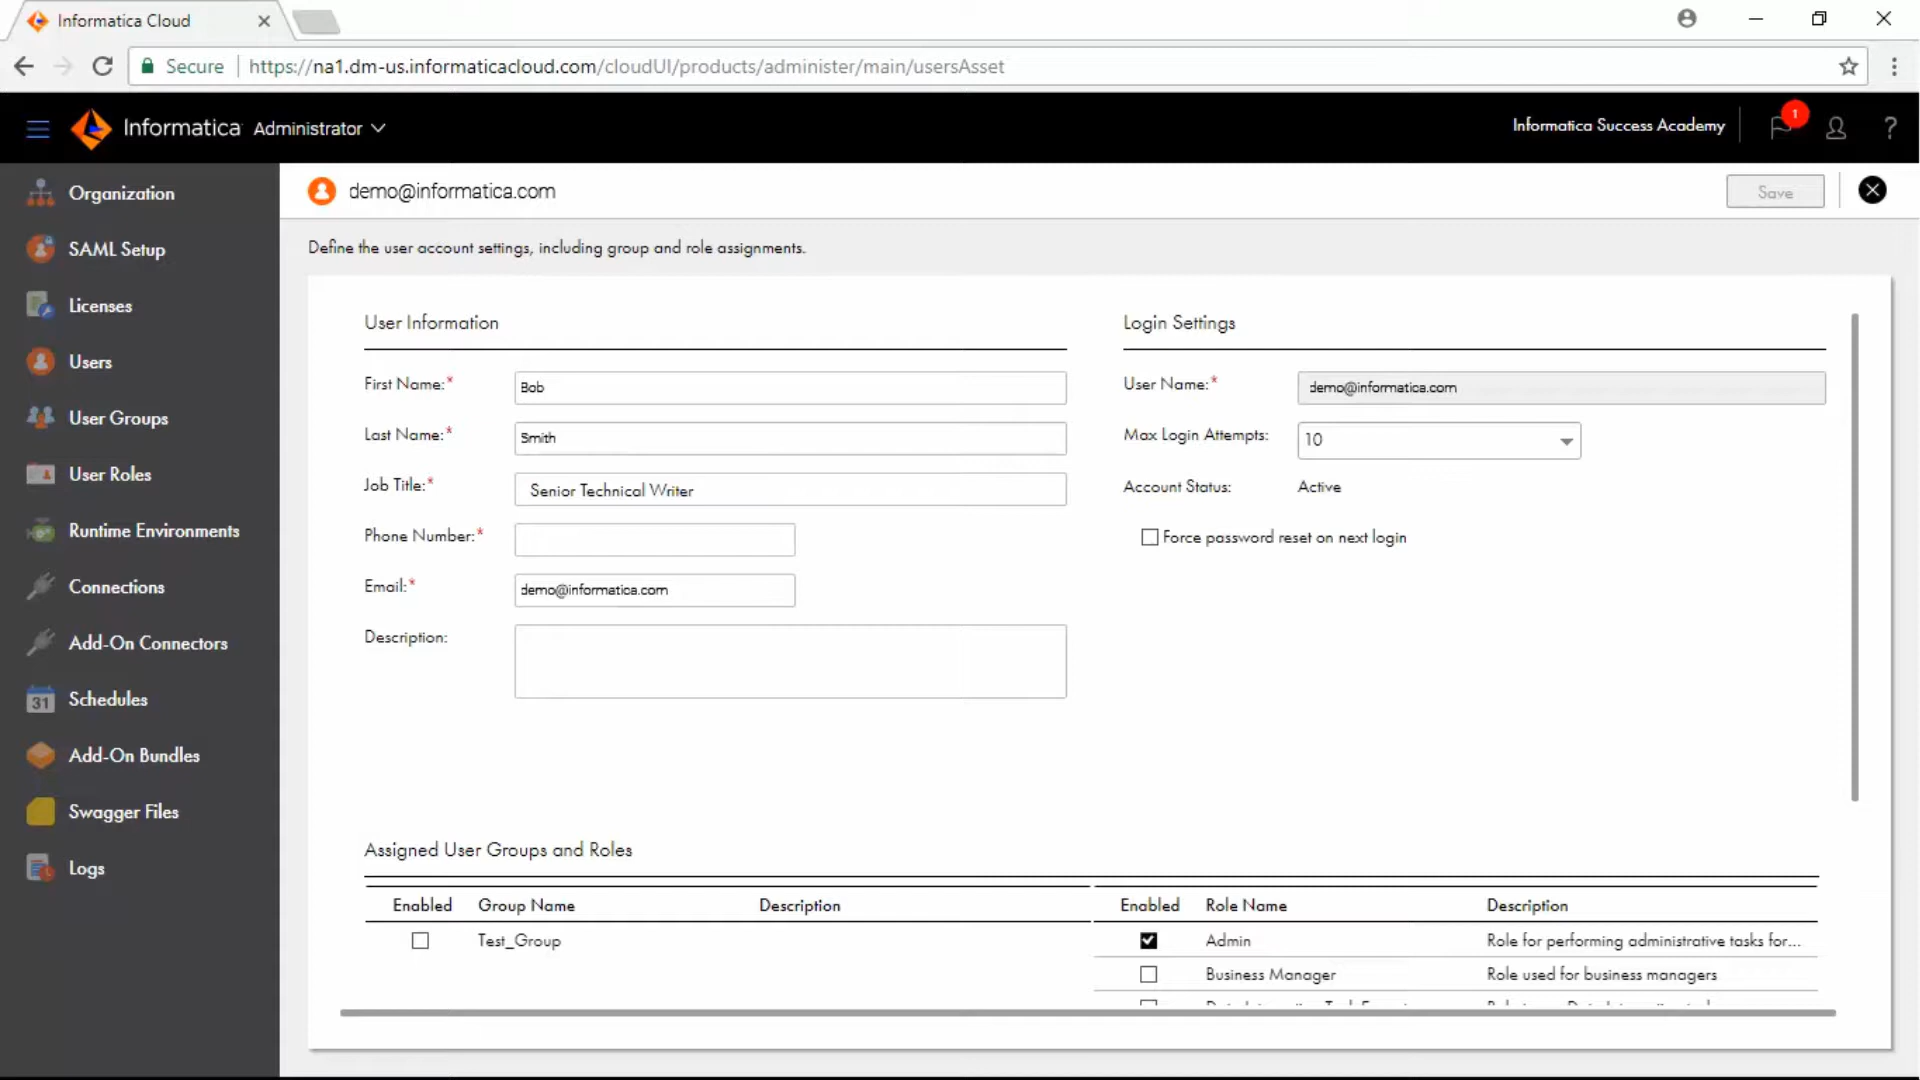 Informatica Cloud
Secure https://na1.dm-us.informaticacloud.com/cloudUI/products/administer/main/usersAsset
Informatica Administrator
Informatica Success Academy
1
?
Organization
SAML Setup
Licenses
Users
User Groups
User Roles
Runtime Environments
Connections
Add-On Connectors
31 Schedules
Add-On Bundles
Swagger Files
Logs
demo@informatica.com
Save
Define the user account settings, including group and role assignments.
User Information
First Name:* Bob
Last Name:* Smith
Job Title:* Senior Technical Writer
Phone Number:*
Email:* demo@informatica.com
Description:
Login Settings
User Name:* demo@informatica.com
Max Login Attempts: 10
Account Status: Active
Force password reset on next login
Assigned User Groups and Roles
Enabled Group Name Description
Test_Group
Enabled Role Name Description
Admin Role for performing administrative tasks for...
Business Manager Role used for business managers